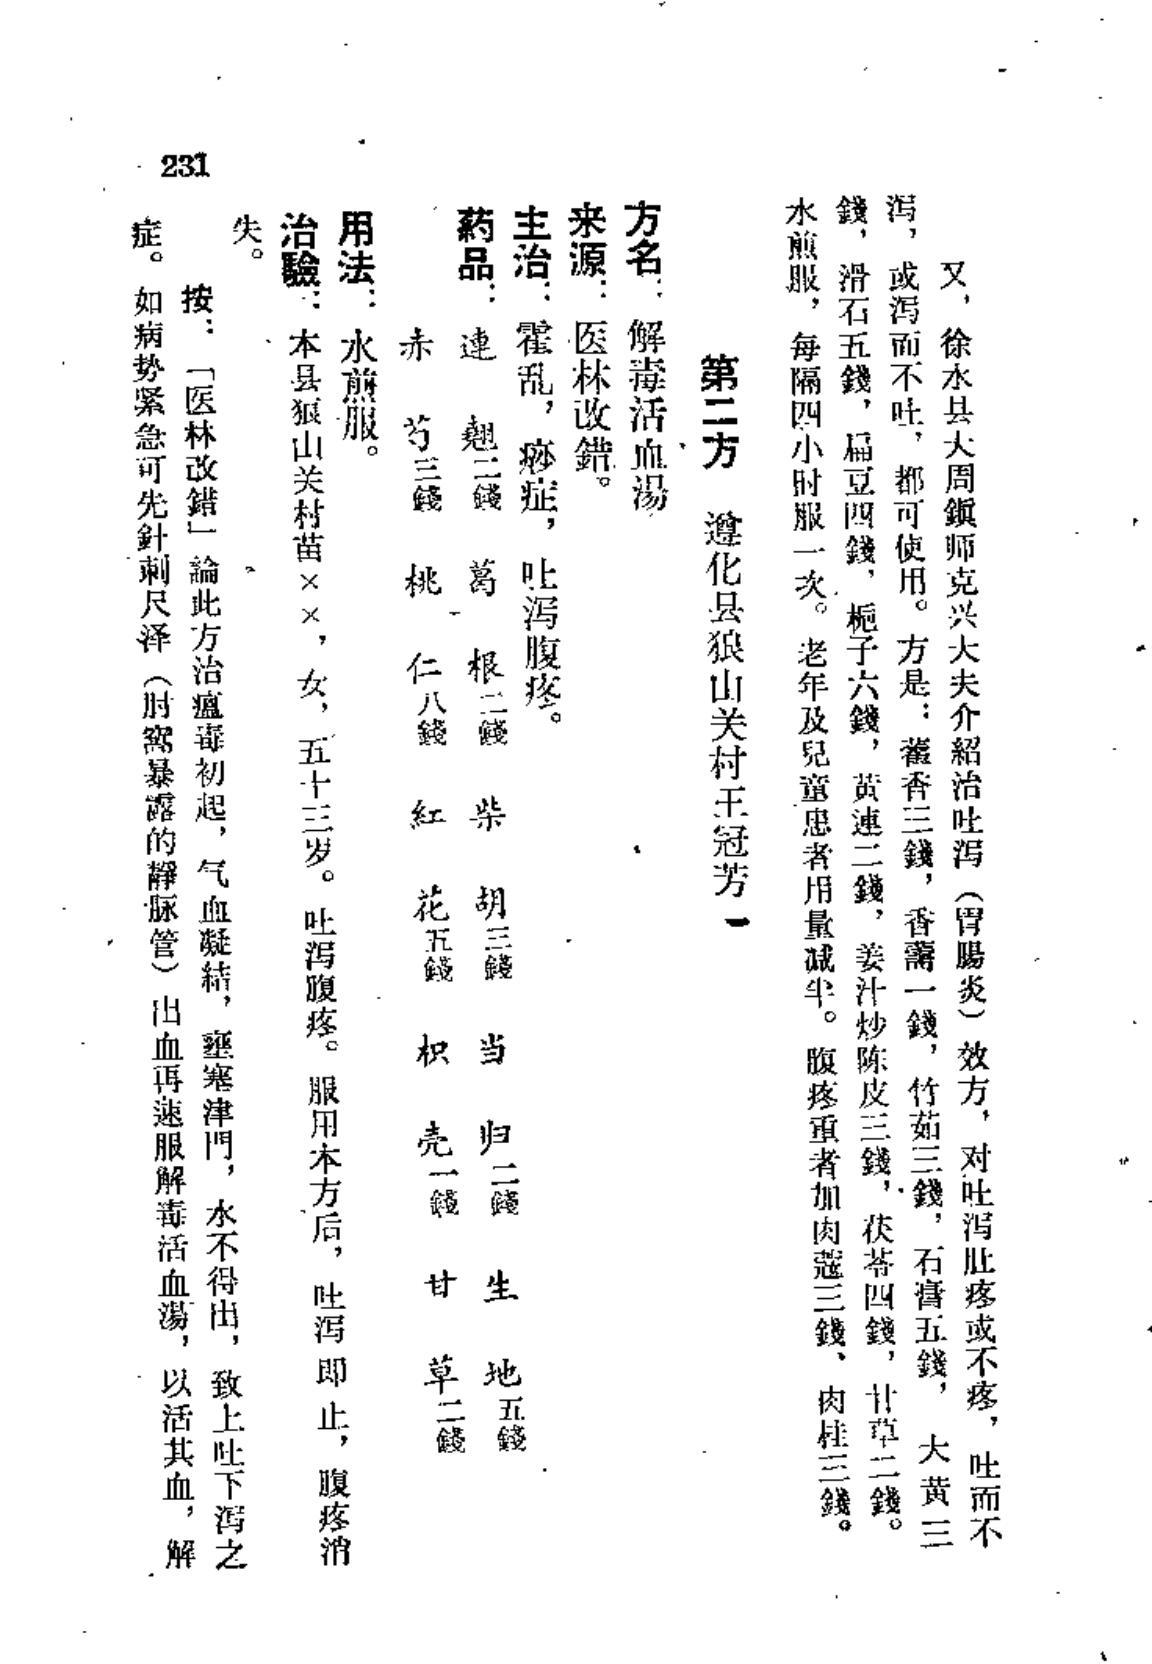 又，徐水县大周鎭师克兴大夫介紹治吐泻（胃腸炎）效方，对吐泻肚疼或不疼，吐而不
泻，或泻而不吐，都可使用。方是：藿香三錢，香薷一錢，竹茹三錢，石膏五錢，大黄三
錢，滑石五錢，扁豆四錢，梔子六錢，黄連二錢，姜汁炒陈皮三錢，茯苓四錢，甘草二錢。
水煎服，每隔四小时服一次。老年及兒童患者用量减半。腹疼重者加肉蔻三錢、肉桂三錢。
第二方 遵化县狼山关村王冠芳
方名：解毒活血湯
来源：医林改錯。
主治：霍乱，痧症，吐泻腹疼。
葯品：連翹二錢 葛根二錢 柴胡三錢 当归二錢 生地五錢
赤芍三錢 桃仁八錢 紅花五錢 枳壳一錢 甘草二錢
用法：水煎服。
治驗：本县狼山关村苗××，女，五十三岁。吐泻腹疼。服用本方后，吐泻即止，腹疼消
失。
按：「医林改錯」論此方治瘟毒初起，气血凝結，壅塞津門，水不得出，致上吐下泻之
症。如病势紧急可先針刺尺泽（肘窩暴露的靜脈管）出血再速服解毒活血湯，以活其血，解
231